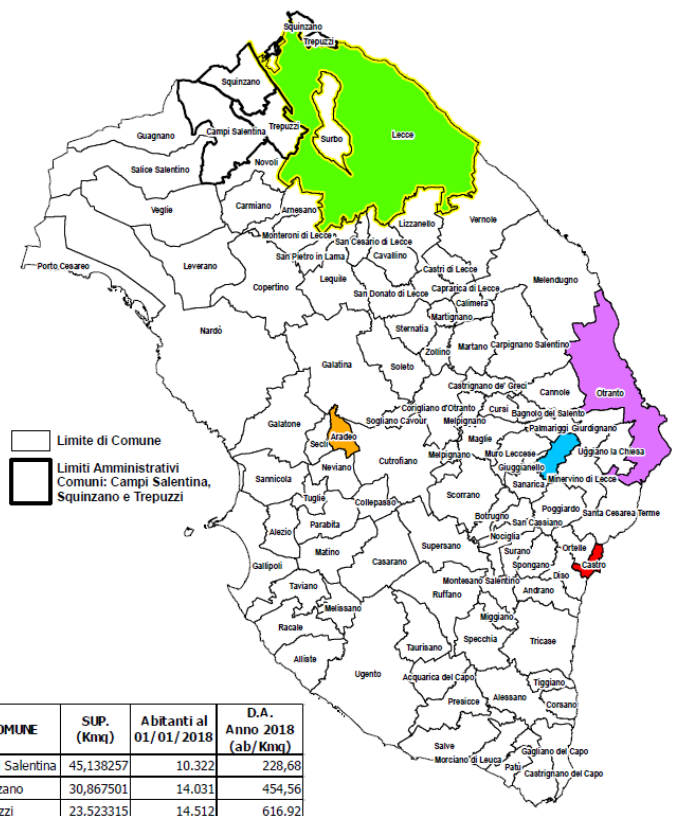 Squinzano
Trepuzzi
Squinzano
Campi Salentina
Trepuzzi
Surbo
Lecce
Guagnano
Novoli
Salice Salentino
Veglie
Carmiano
Arnesano
Lizzanello
Vernole
Monteroni di Lecce
San Cesario di Lecce
San Pietro in Lama
Cavallino
Porto Cesareo
Leverano
Copertino
Lequile
Castri di Lecce
Melendugno
San Donato di Lecce
Caprarica di Lecce
Calimera
Martignano
Nardò
Sternatia
Zollino
Martano
Carpignano Salentino
Galatina
Soleto
Castrignano de' Greci
Cannole
Otranto
Corigliano d'Otranto
Cursi
Bagnolo del Salento
Galatone
Aradeo
Sogliano Cavour
Melpignano
Palmariggi
Giurdignano
Seclì
Maglie
Muro Leccese
Uggiano la Chiesa
Neviano
Cutrofiano
Melpignano
Giuggianello
Minervino di Lecce
Sannicola
Tuglie
Collepasso
Scorrano
Sanarica
Poggiardo
Santa Cesarea Terme
Botrugno
San Cassiano
Alezio
Parabita
Nociglia
Supersano
Surano
Ortelle
Matino
Gallipoli
Casarano
Spongano
Castro
Diso
Montesano Salentino
Andrano
Taviano
Ruffano
Melissano
Miggiano
Racale
Specchia
Tricase
Taurisano
Alliste
Ugento
Acquarica del Capo
Tiggiano
Presicce
Alessano
Corsano
Salve
Morciano di Leuca
Gagliano del Capo
Patù
Castrignano del Capo
Limite di Comune
Limiti Amministrativi
Comuni: Campi Salentina,
Squinzano e Trepuzzi
OMUNE SUP. (Kmq) Abitanti al 01/01/2018 D.A. Anno 2018 (ab/Kmq)
i Salentina 45,138257 10.322 228,68
zano 30,867501 14.031 454,56
zzi 23,523315 14.512 616,92